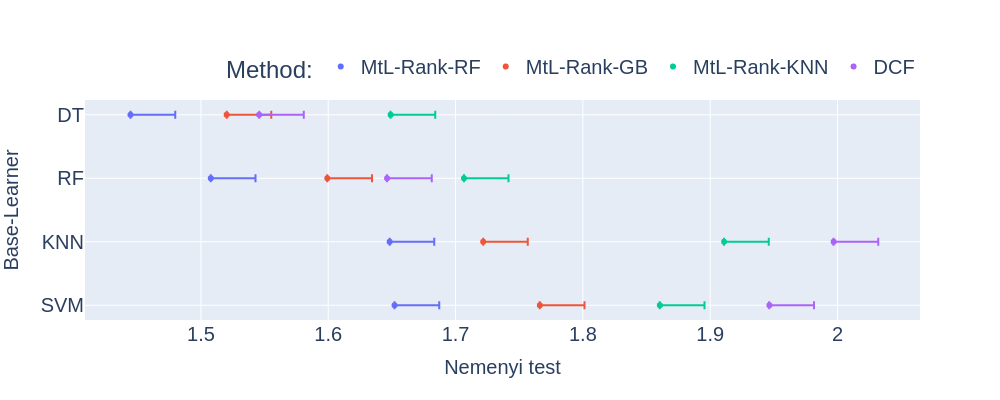 Method: MtL-Rank-RF MtL-Rank-GB MtL-Rank-KNN DCF
DT
RF
KNN
SVM
Base-Learner
1.5 1.6 1.7 1.8 1.9 2
Nemenyi test